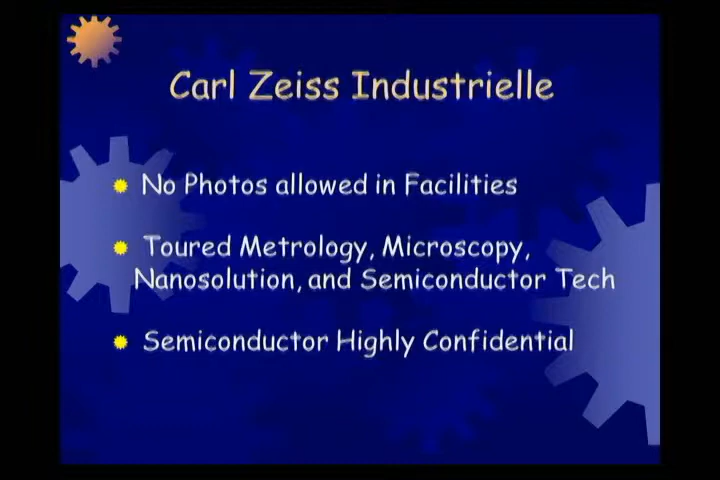 Carl Zeiss Industrielle
No Photos allowed in Facilities
Toured Metrology, Microscopy,
Nanosolution, and Semiconductor Tech
Semiconductor Highly Confidential